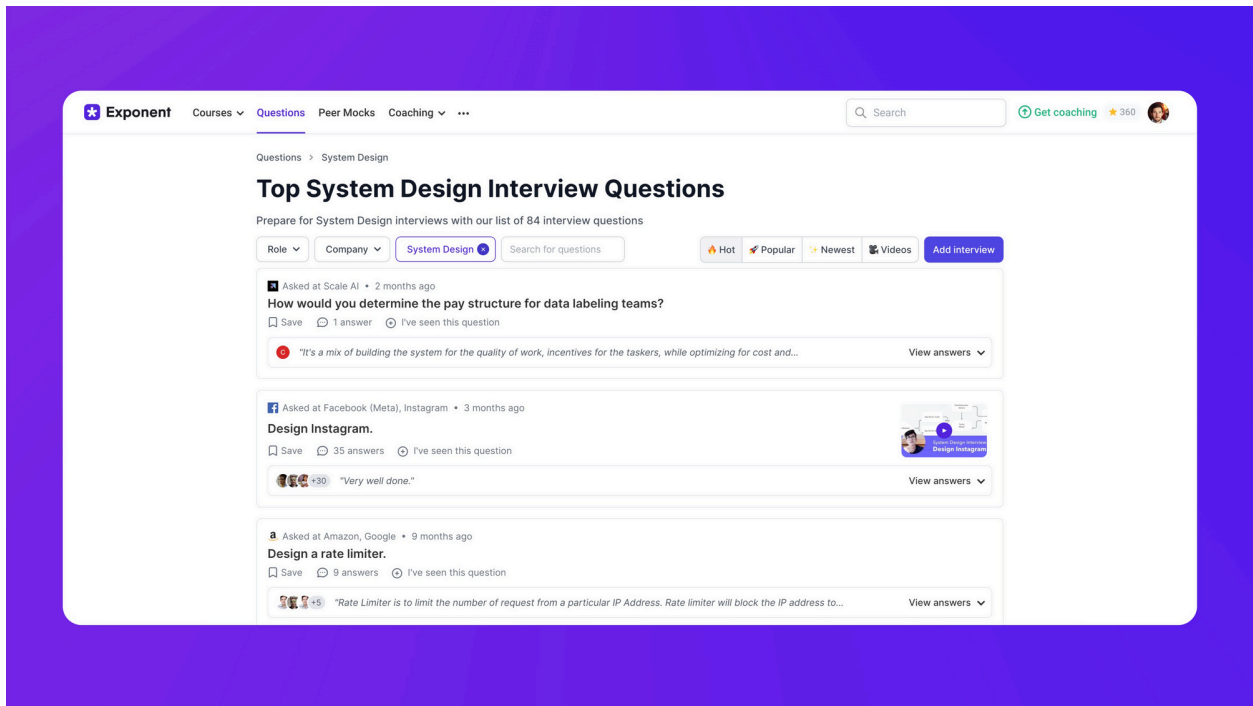 Exponent
Courses
Questions
Peer Mocks
Coaching
Search
Get coaching
360
Questions > System Design
Top System Design Interview Questions
Prepare for System Design interviews with our list of 84 interview questions
Role
Company
System Design
Search for questions
Hot
Popular
Newest
Videos
Add interview
Asked at Scale AI • 2 months ago
How would you determine the pay structure for data labeling teams?
Save
1 answer
I've seen this question
C
"It's a mix of building the system for the quality of work, incentives for the taskers, while optimizing for cost and...
View answers
Asked at Facebook (Meta), Instagram • 3 months ago
Design Instagram.
Save
35 answers
I've seen this question
System Design Interview
Design Instagram
+30
"Very well done."
View answers
a
Asked at Amazon, Google • 9 months ago
Design a rate limiter.
Save
9 answers
I've seen this question
+5
"Rate Limiter is to limit the number of request from a particular IP Address. Rate limiter will block the IP address to...
View answers